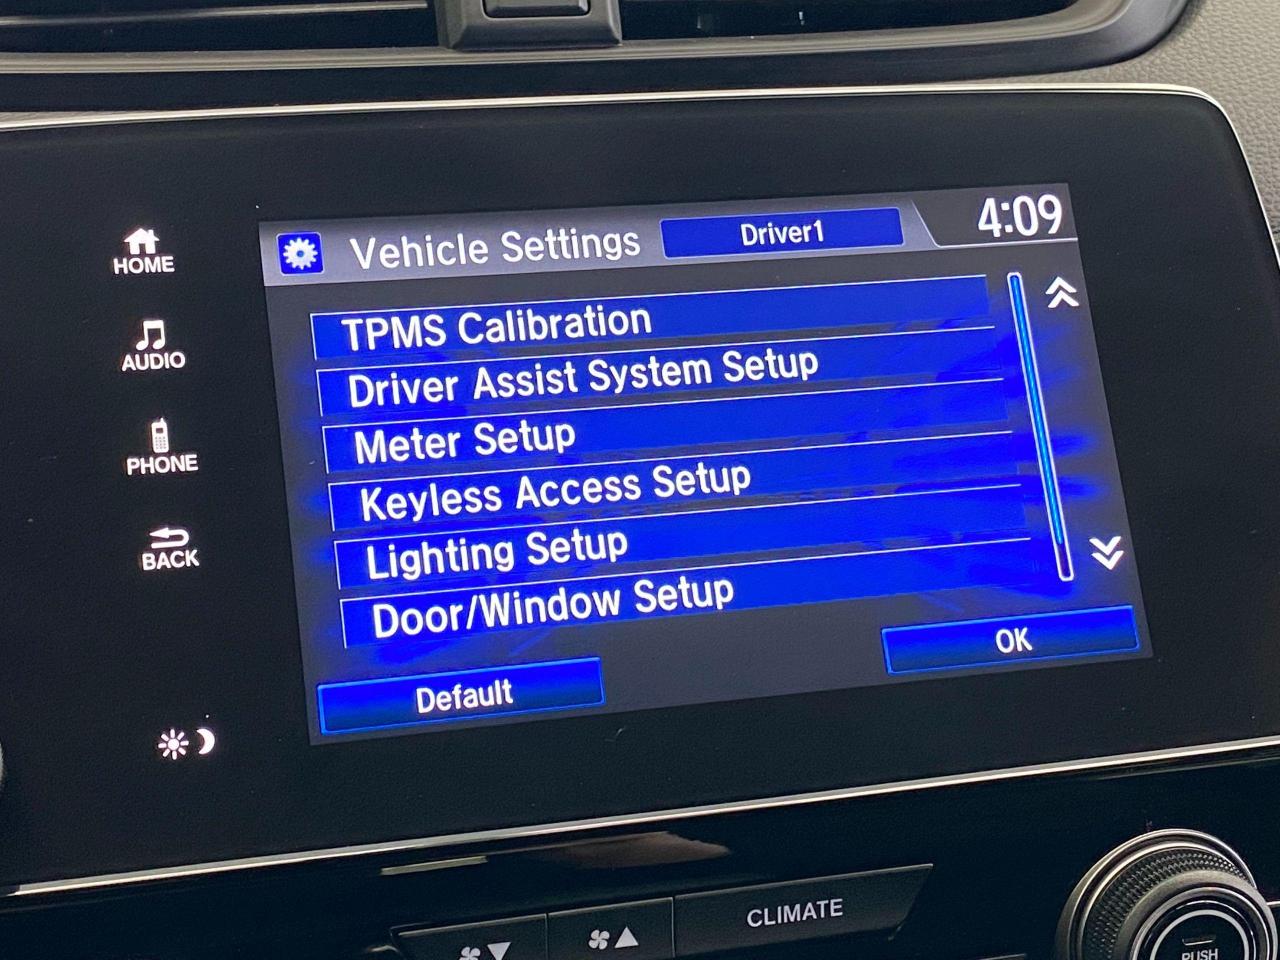 Vehicle Settings
Driver1
4:09
HOME
TPMS Calibration
AUDIO
Driver Assist System Setup
Meter Setup
PHONE
Keyless Access Setup
BACK
Lighting Setup
Door/Window Setup
OK
Default
CLIMATE
PUSH